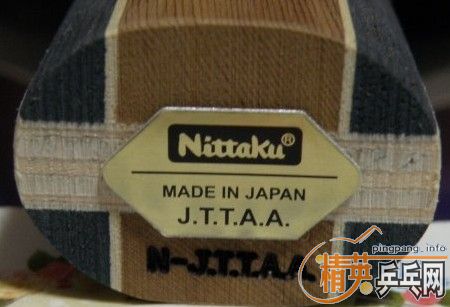 Nittaku®
MADE IN JAPAN
J.T.T.A.A.
N-J.T.T.A.A
pingpang.info
精英乒乓网